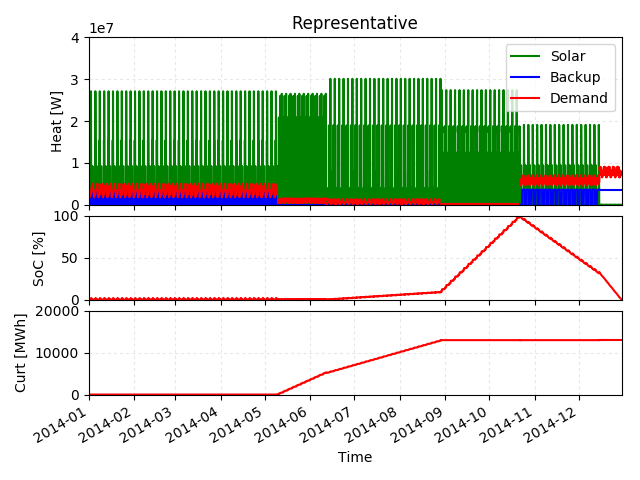 Representative
1e7
4
3
2
1
0
Heat [W]
Solar
Backup
Demand
100
50
0
SoC [%]
20000
10000
0
Curt [MWh]
2014-01
2014-02
2014-03
2014-04
2014-05
2014-06
2014-07
2014-08
2014-09
2014-10
2014-11
2014-12
Time